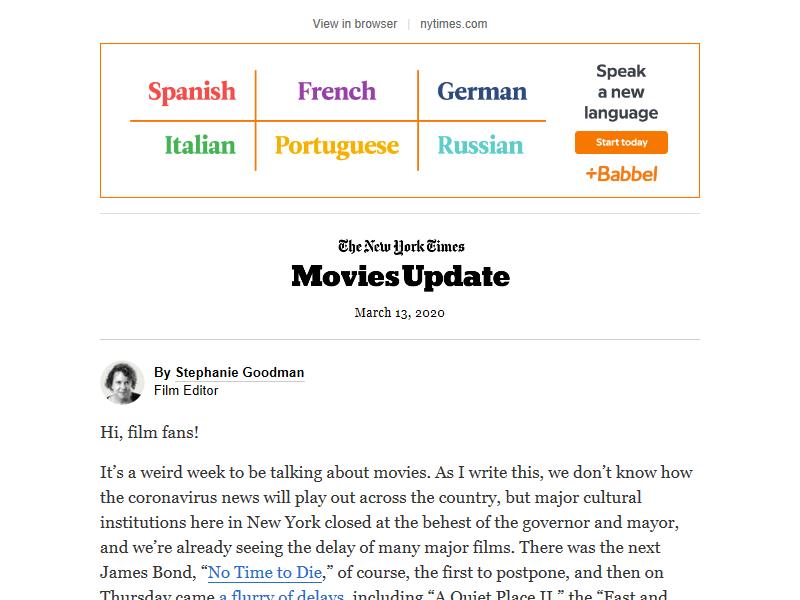 View in browser | nytimes.com
Spanish French German
Italian Portuguese Russian
Speak
a new
language
Start today
+Babbel
The New York Times
Movies Update
March 13, 2020
By Stephanie Goodman
Film Editor
Hi, film fans!
It’s a weird week to be talking about movies. As I write this, we don’t know how
the coronavirus news will play out across the country, but major cultural
institutions here in New York closed at the behest of the governor and mayor,
and we’re already seeing the delay of many major films. There was the next
James Bond, “No Time to Die,” of course, the first to postpone, and then on
Thursday came a flurry of delays, including “A Quiet Place II,” the “Fast and